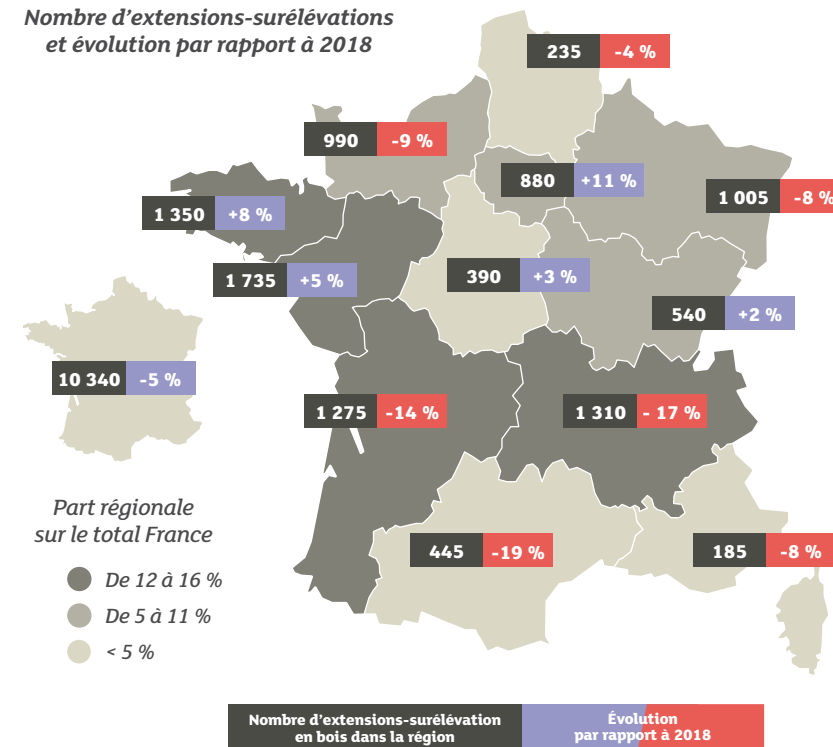 Nombre d'extensions-surélévations
et évolution par rapport à 2018
235 -4 %
990 -9 %
880 +11 %
1 005 -8 %
1 350 +8 %
1 735 +5 %
390 +3 %
540 +2 %
10 340 -5 %
1 275 -14 %
1 310 - 17 %
445 -19 %
185 -8 %
Part régionale
sur le total France
De 12 à 16 %
De 5 à 11 %
< 5 %
Nombre d'extensions-surélévation
en bois dans la région
Évolution
par rapport à 2018